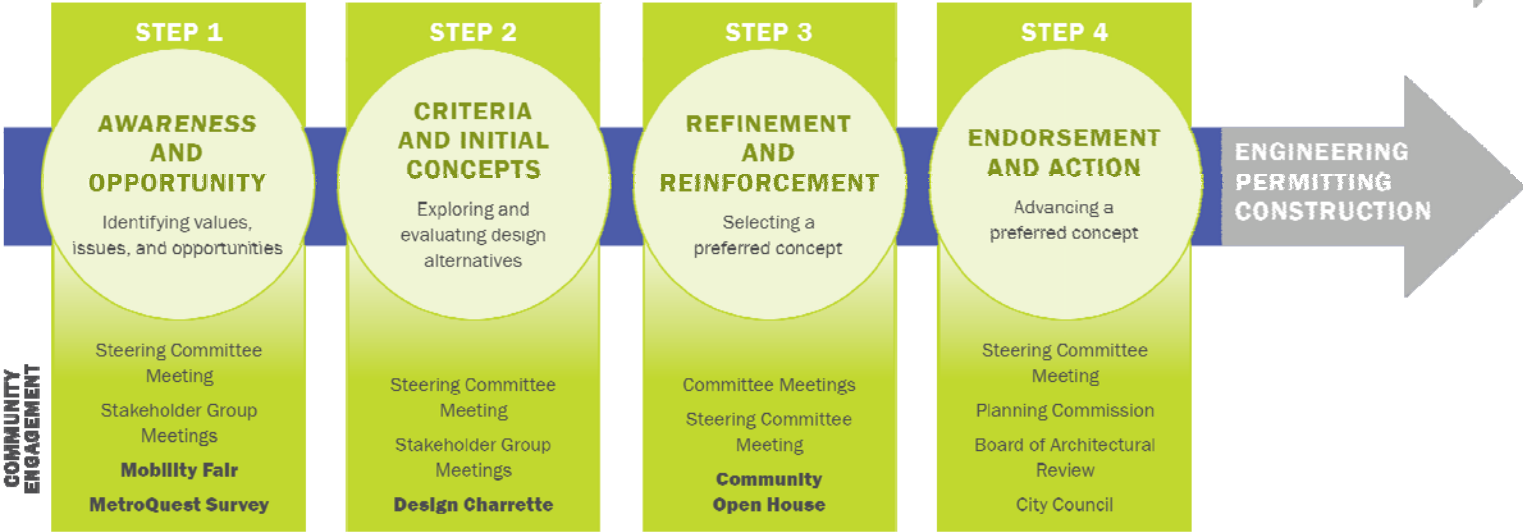 STEP 1
AWARENESS
AND
OPPORTUNITY
Identifying values,
issues, and opportunities
Steering Committee
Meeting
Stakeholder Group
Meetings
Mobility Fair
MetroQuest Survey
STEP 2
CRITERIA
AND INITIAL
CONCEPTS
Exploring and
evaluating design
alternatives
Steering Committee
Meeting
Stakeholder Group
Meetings
Design Charrette
STEP 3
REFINEMENT
AND
REINFORCEMENT
Selecting a
preferred concept
Committee Meetings
Steering Committee
Meeting
Community
Open House
STEP 4
ENDORSEMENT
AND ACTION
Advancing a
preferred concept
Steering Committee
Meeting
Planning Commission
Board of Architectural
Review
City Council
ENGINEERING
PERMITTING
CONSTRUCTION
COMMUNITY
ENGAGEMENT